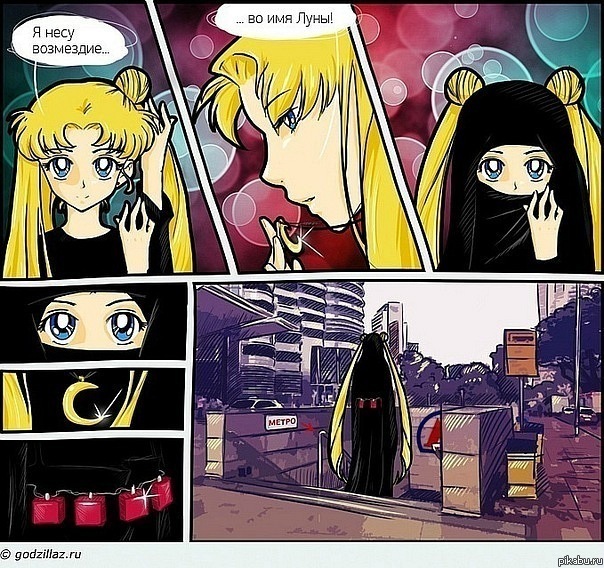 Я несу
возмездие...
... во имя Луны!
МЕТРО
© godzillaz.ru
pikabu.ru